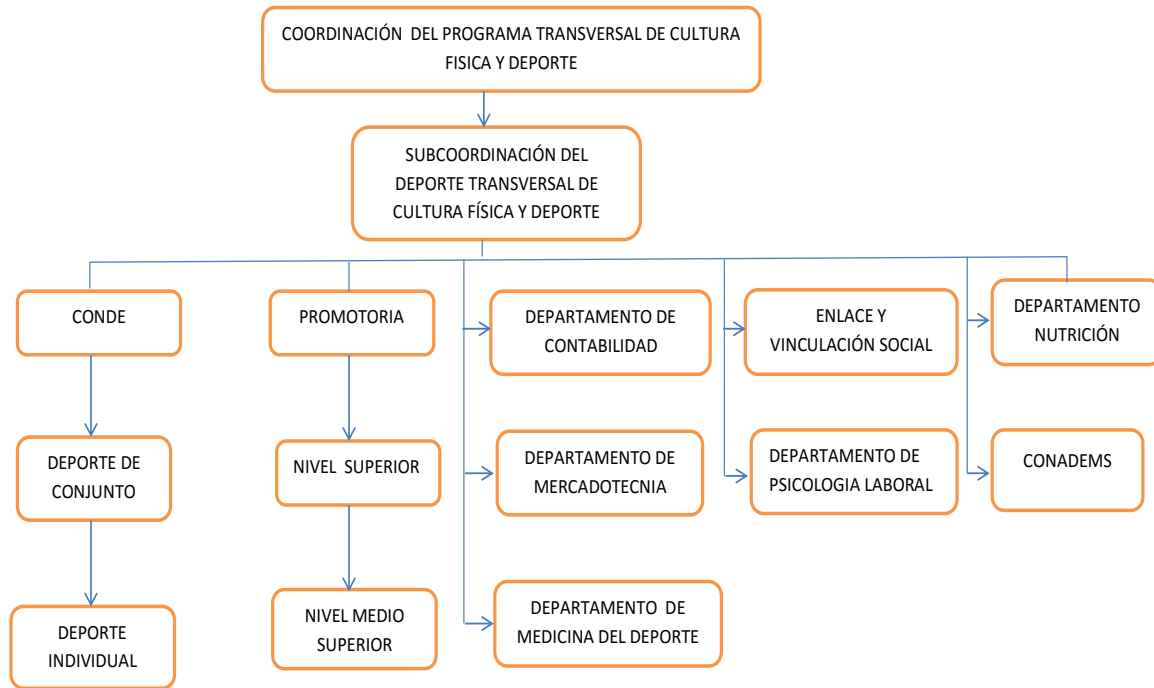 COORDINACIÓN DEL PROGRAMA TRANSVERSAL DE CULTURA
FISICA Y DEPORTE
SUBCOORDINACIÓN DEL
DEPORTE TRANSVERSAL DE
CULTURA FÍSICA Y DEPORTE
CONDE
PROMOTORIA
DEPARTAMENTO DE
CONTABILIDAD
ENLACE Y
VINCULACIÓN SOCIAL
DEPARTAMENTO
NUTRICIÓN
DEPORTE DE
CONJUNTO
NIVEL SUPERIOR
DEPARTAMENTO DE
MERCADOTECNIA
DEPARTAMENTO DE
PSICOLOGIA LABORAL
CONADEMS
DEPORTE
INDIVIDUAL
NIVEL MEDIO
SUPERIOR
DEPARTAMENTO DE
MEDICINA DEL DEPORTE